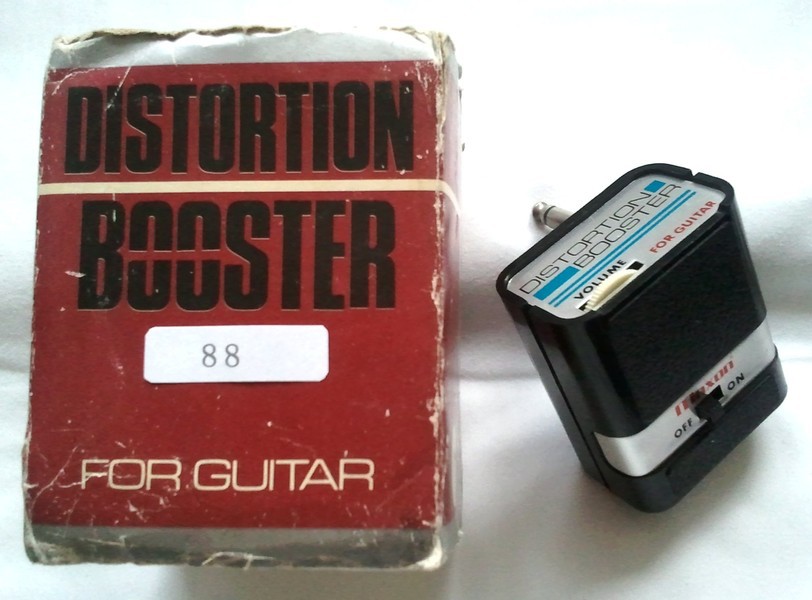 DISTORTION
BOOSTER
88
FOR GUITAR
DISTORTION
BOOSTER
VOLUME
FOR GUITAR
OFF
ON